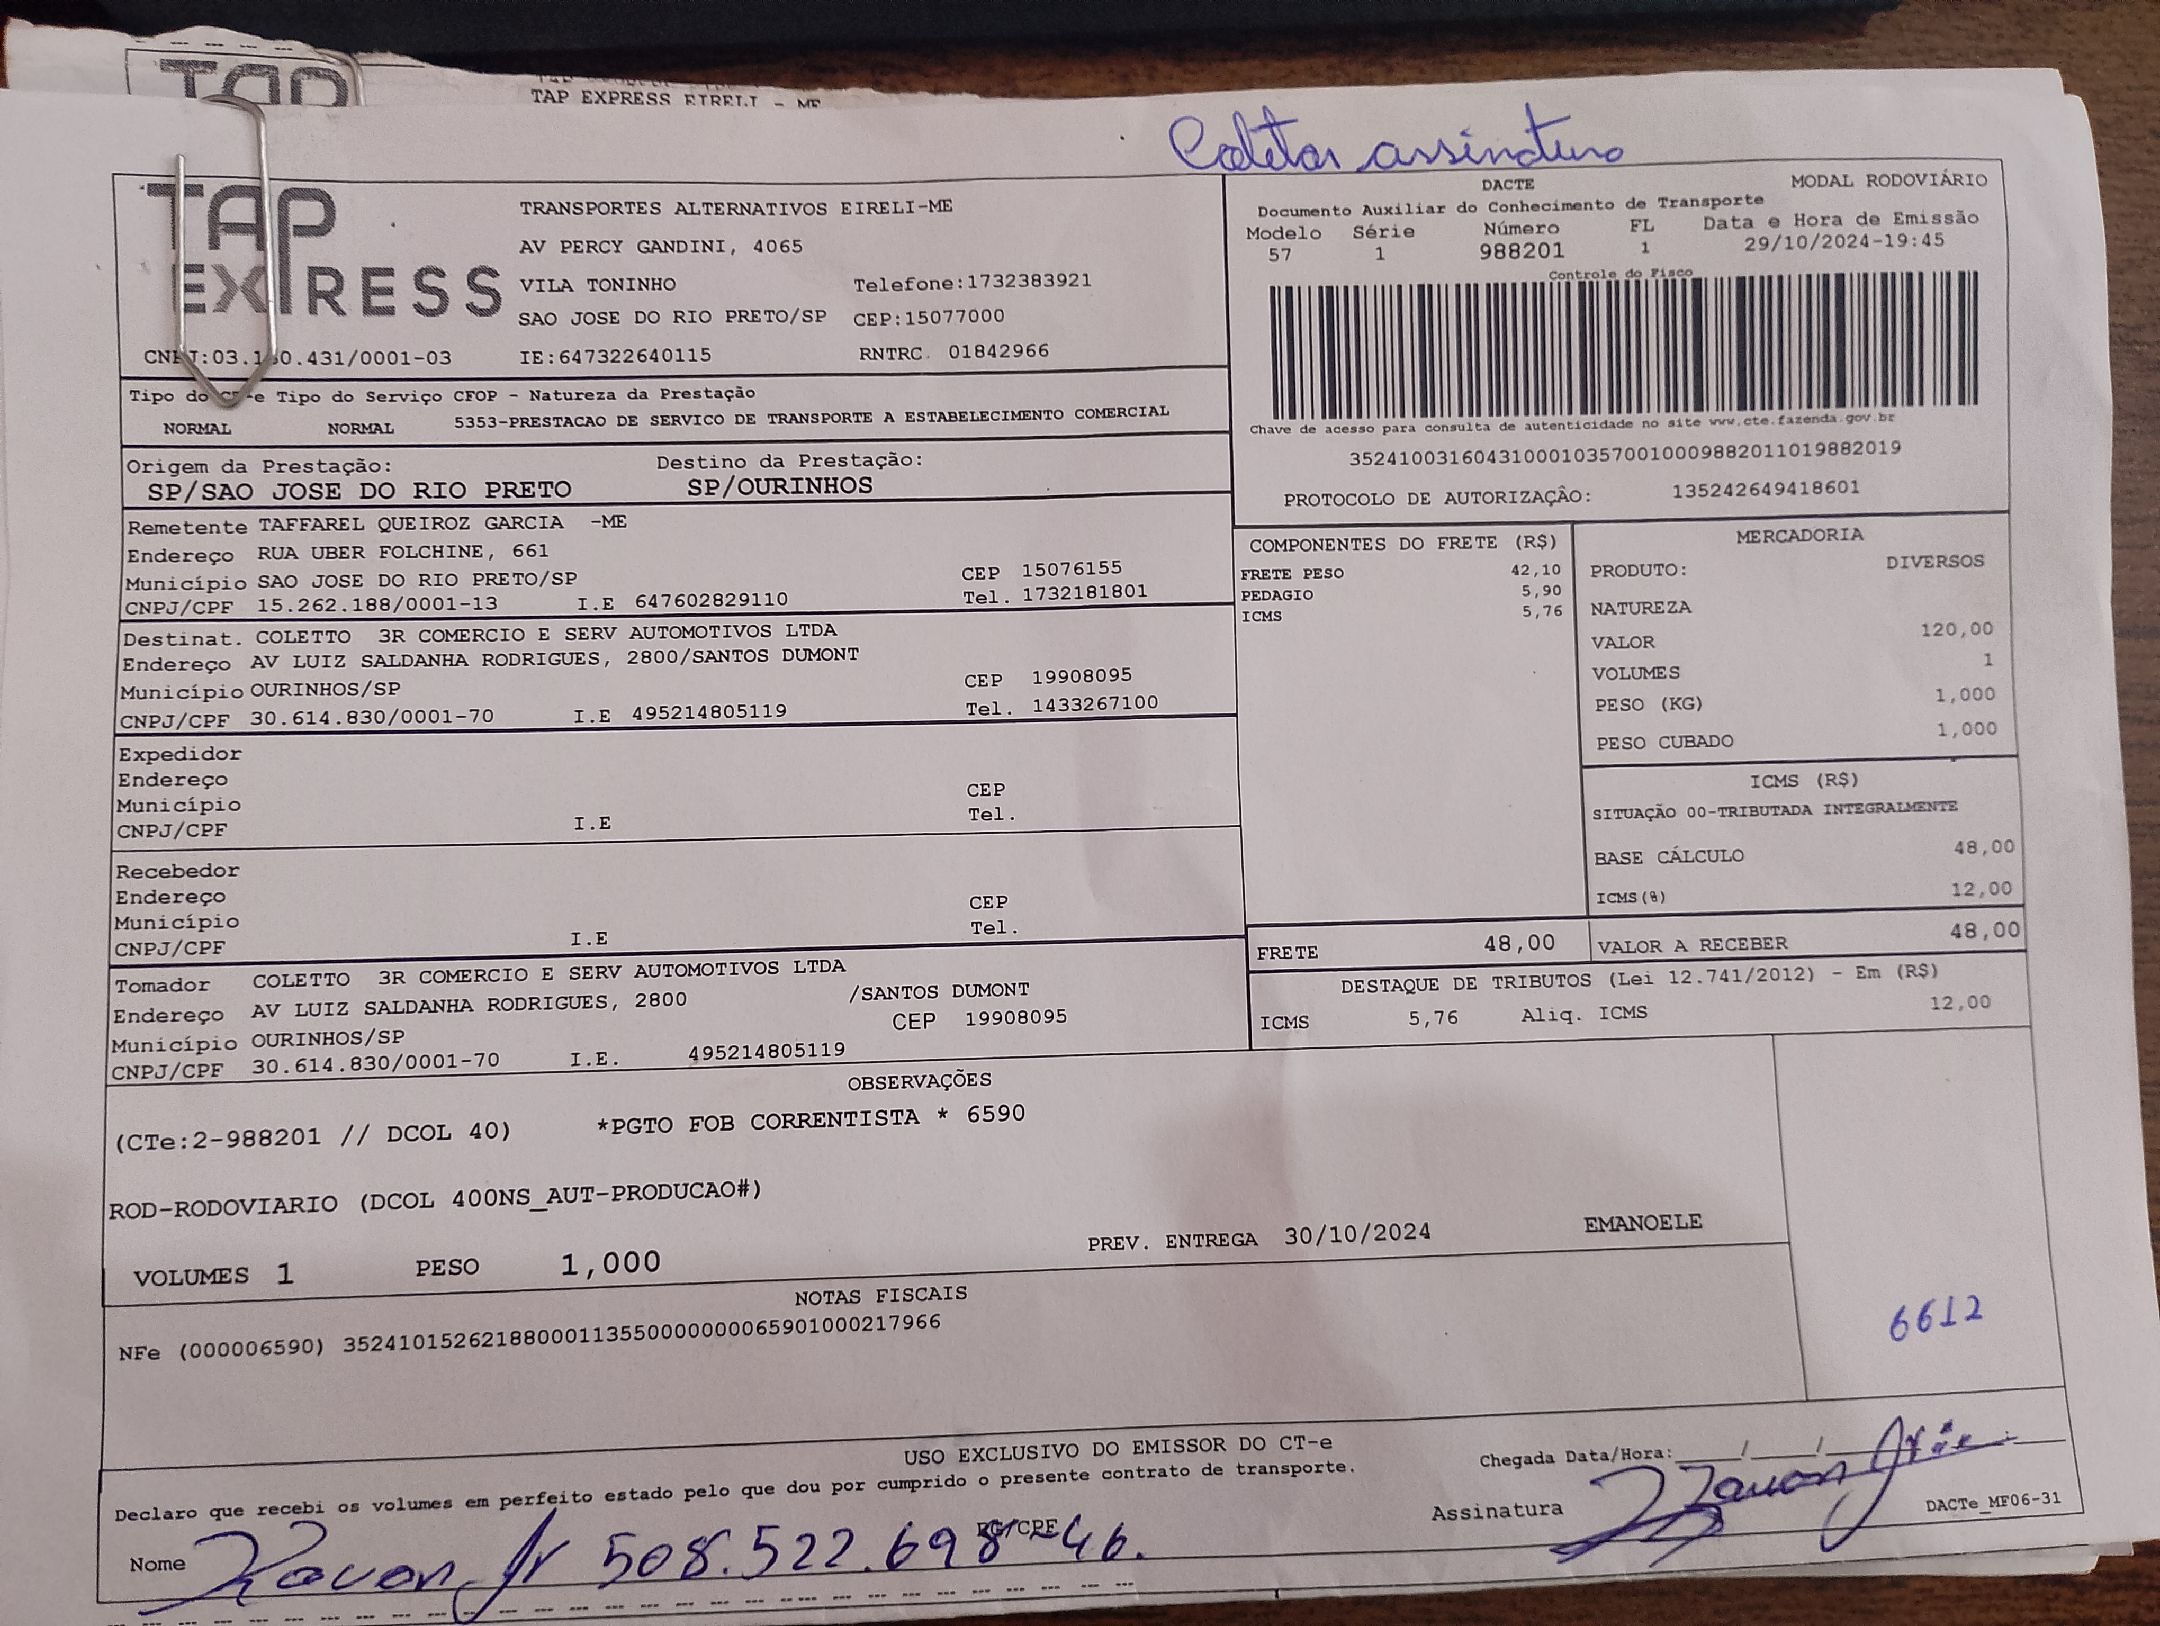 TAP
TAP EXPRESS EIRELI - ME
Coletar assinatura
TAP EXPRESS
TRANSPORTES ALTERNATIVOS EIRELI-ME
AV PERCY GANDINI, 4065
VILA TONINHO Telefone:1732383921
SAO JOSE DO RIO PRETO/SP CEP:15077000
IE:647322640115 RNTRC. 01842966
DACTE MODAL RODOVIÁRIO
Documento Auxiliar do Conhecimento de Transporte
Modelo Série Número FL Data e Hora de Emissão
57 1 988201 1 29/10/2024-19:45
Controle do Fisco
Chave de acesso para consulta de autenticidade no site www.cte.fazenda.gov.br
35241003160431000103570010009882011019882019
PROTOCOLO DE AUTORIZAÇÃO: 135242649418601
Tipo do CT-e Tipo do Serviço CFOP - Natureza da Prestação
NORMAL NORMAL 5353-PRESTACAO DE SERVICO DE TRANSPORTE A ESTABELECIMENTO COMERCIAL
Origem da Prestação: Destino da Prestação:
SP/SAO JOSE DO RIO PRETO SP/OURINHOS
Remetente TAFFAREL QUEIROZ GARCIA -ME
Endereço RUA UBER FOLCHINE, 661
Município SAO JOSE DO RIO PRETO/SP CEP 15076155
CNPJ/CPF 15.262.188/0001-13 I.E 647602829110 Tel. 1732181801
Destinat. COLETTO 3R COMERCIO E SERV AUTOMOTIVOS LTDA
Endereço AV LUIZ SALDANHA RODRIGUES, 2800/SANTOS DUMONT
Município OURINHOS/SP CEP 19908095
CNPJ/CPF 30.614.830/0001-70 I.E 495214805119 Tel. 1433267100
Expedidor
Endereço
Município CEP
CNPJ/CPF I.E Tel.
Recebedor
Endereço
Município CEP
CNPJ/CPF I.E Tel.
Tomador COLETTO 3R COMERCIO E SERV AUTOMOTIVOS LTDA
Endereço AV LUIZ SALDANHA RODRIGUES, 2800 /SANTOS DUMONT
Município OURINHOS/SP CEP 19908095
CNPJ/CPF 30.614.830/0001-70 I.E. 495214805119
COMPONENTES DO FRETE (R$)
FRETE PESO 42,10
PEDAGIO 5,90
ICMS 5,76
MERCADORIA
PRODUTO: DIVERSOS
NATUREZA
VALOR 120,00
VOLUMES 1
PESO (KG) 1,000
PESO CUBADO 1,000
ICMS (R$)
SITUAÇÃO 00-TRIBUTADA INTEGRALMENTE
BASE CÁLCULO 48,00
ICMS(%) 12,00
FRETE 48,00 VALOR A RECEBER 48,00
DESTAQUE DE TRIBUTOS (Lei 12.741/2012) - Em (R$)
ICMS 5,76 Aliq. ICMS 12,00
OBSERVAÇÕES
(CTe:2-988201 // DCOL 40) *PGTO FOB CORRENTISTA * 6590
ROD-RODOVIARIO (DCOL 400NS_AUT-PRODUCAO#)
PREV. ENTREGA 30/10/2024 EMANOELE
VOLUMES 1 PESO 1,000
NOTAS FISCAIS
NFe (000006590) 35241015262188000113550000000065901000217966
6612
USO EXCLUSIVO DO EMISSOR DO CT-e
Declaro que recebi os volumes em perfeito estado pelo que dou por cumprido o presente contrato de transporte.
Chegada Data/Hora: / /
Assinatura
DACTe_MF06-31
Nome RG/CPF
508.522.698-46.